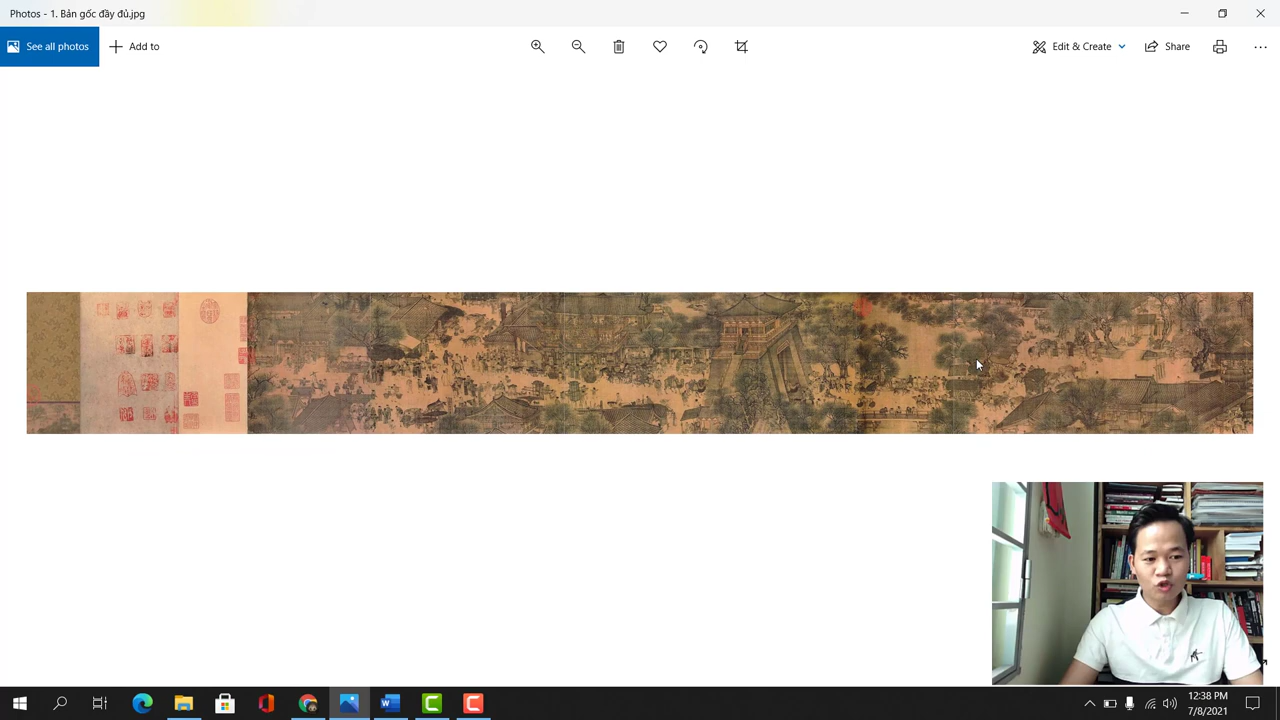 Photos - 1. Bản gốc đầy đủ.jpg
See all photos
Add to
Edit & Create
Share
12:38 PM
7/8/2021